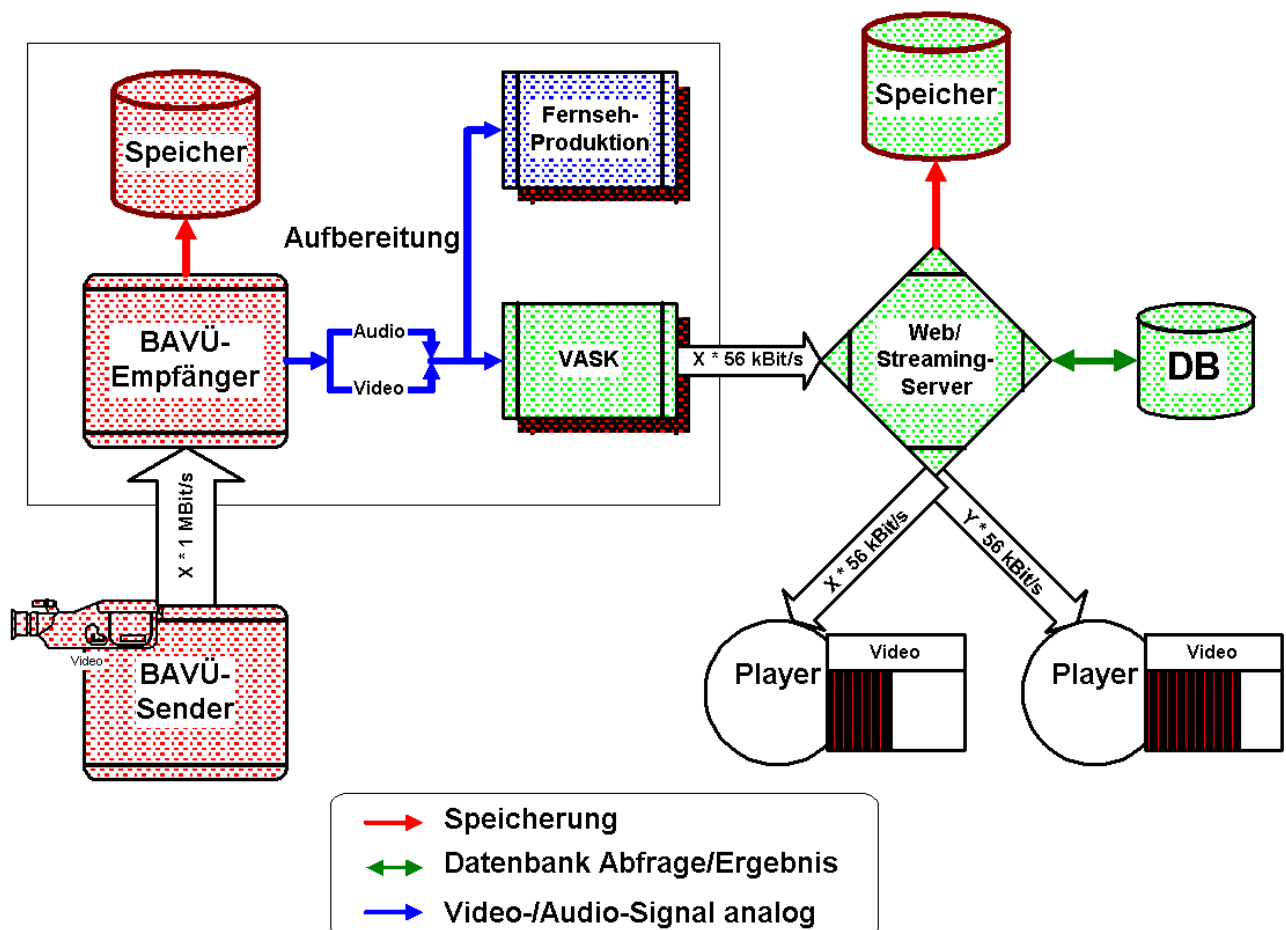 Speicher
Fernseh-
Produktion
Speicher
Aufbereitung
BAVÜ-
Empfänger
Audio
Video
VASK
X * 56 kBit/s
Web/
Streaming-
Server
DB
X * 1 MBit/s
X * 56 kBit/s
Y * 56 kBit/s
Video
BAVÜ-
Sender
Player
Video
Player
Video
Speicherung
Datenbank Abfrage/Ergebnis
Video-/Audio-Signal analog